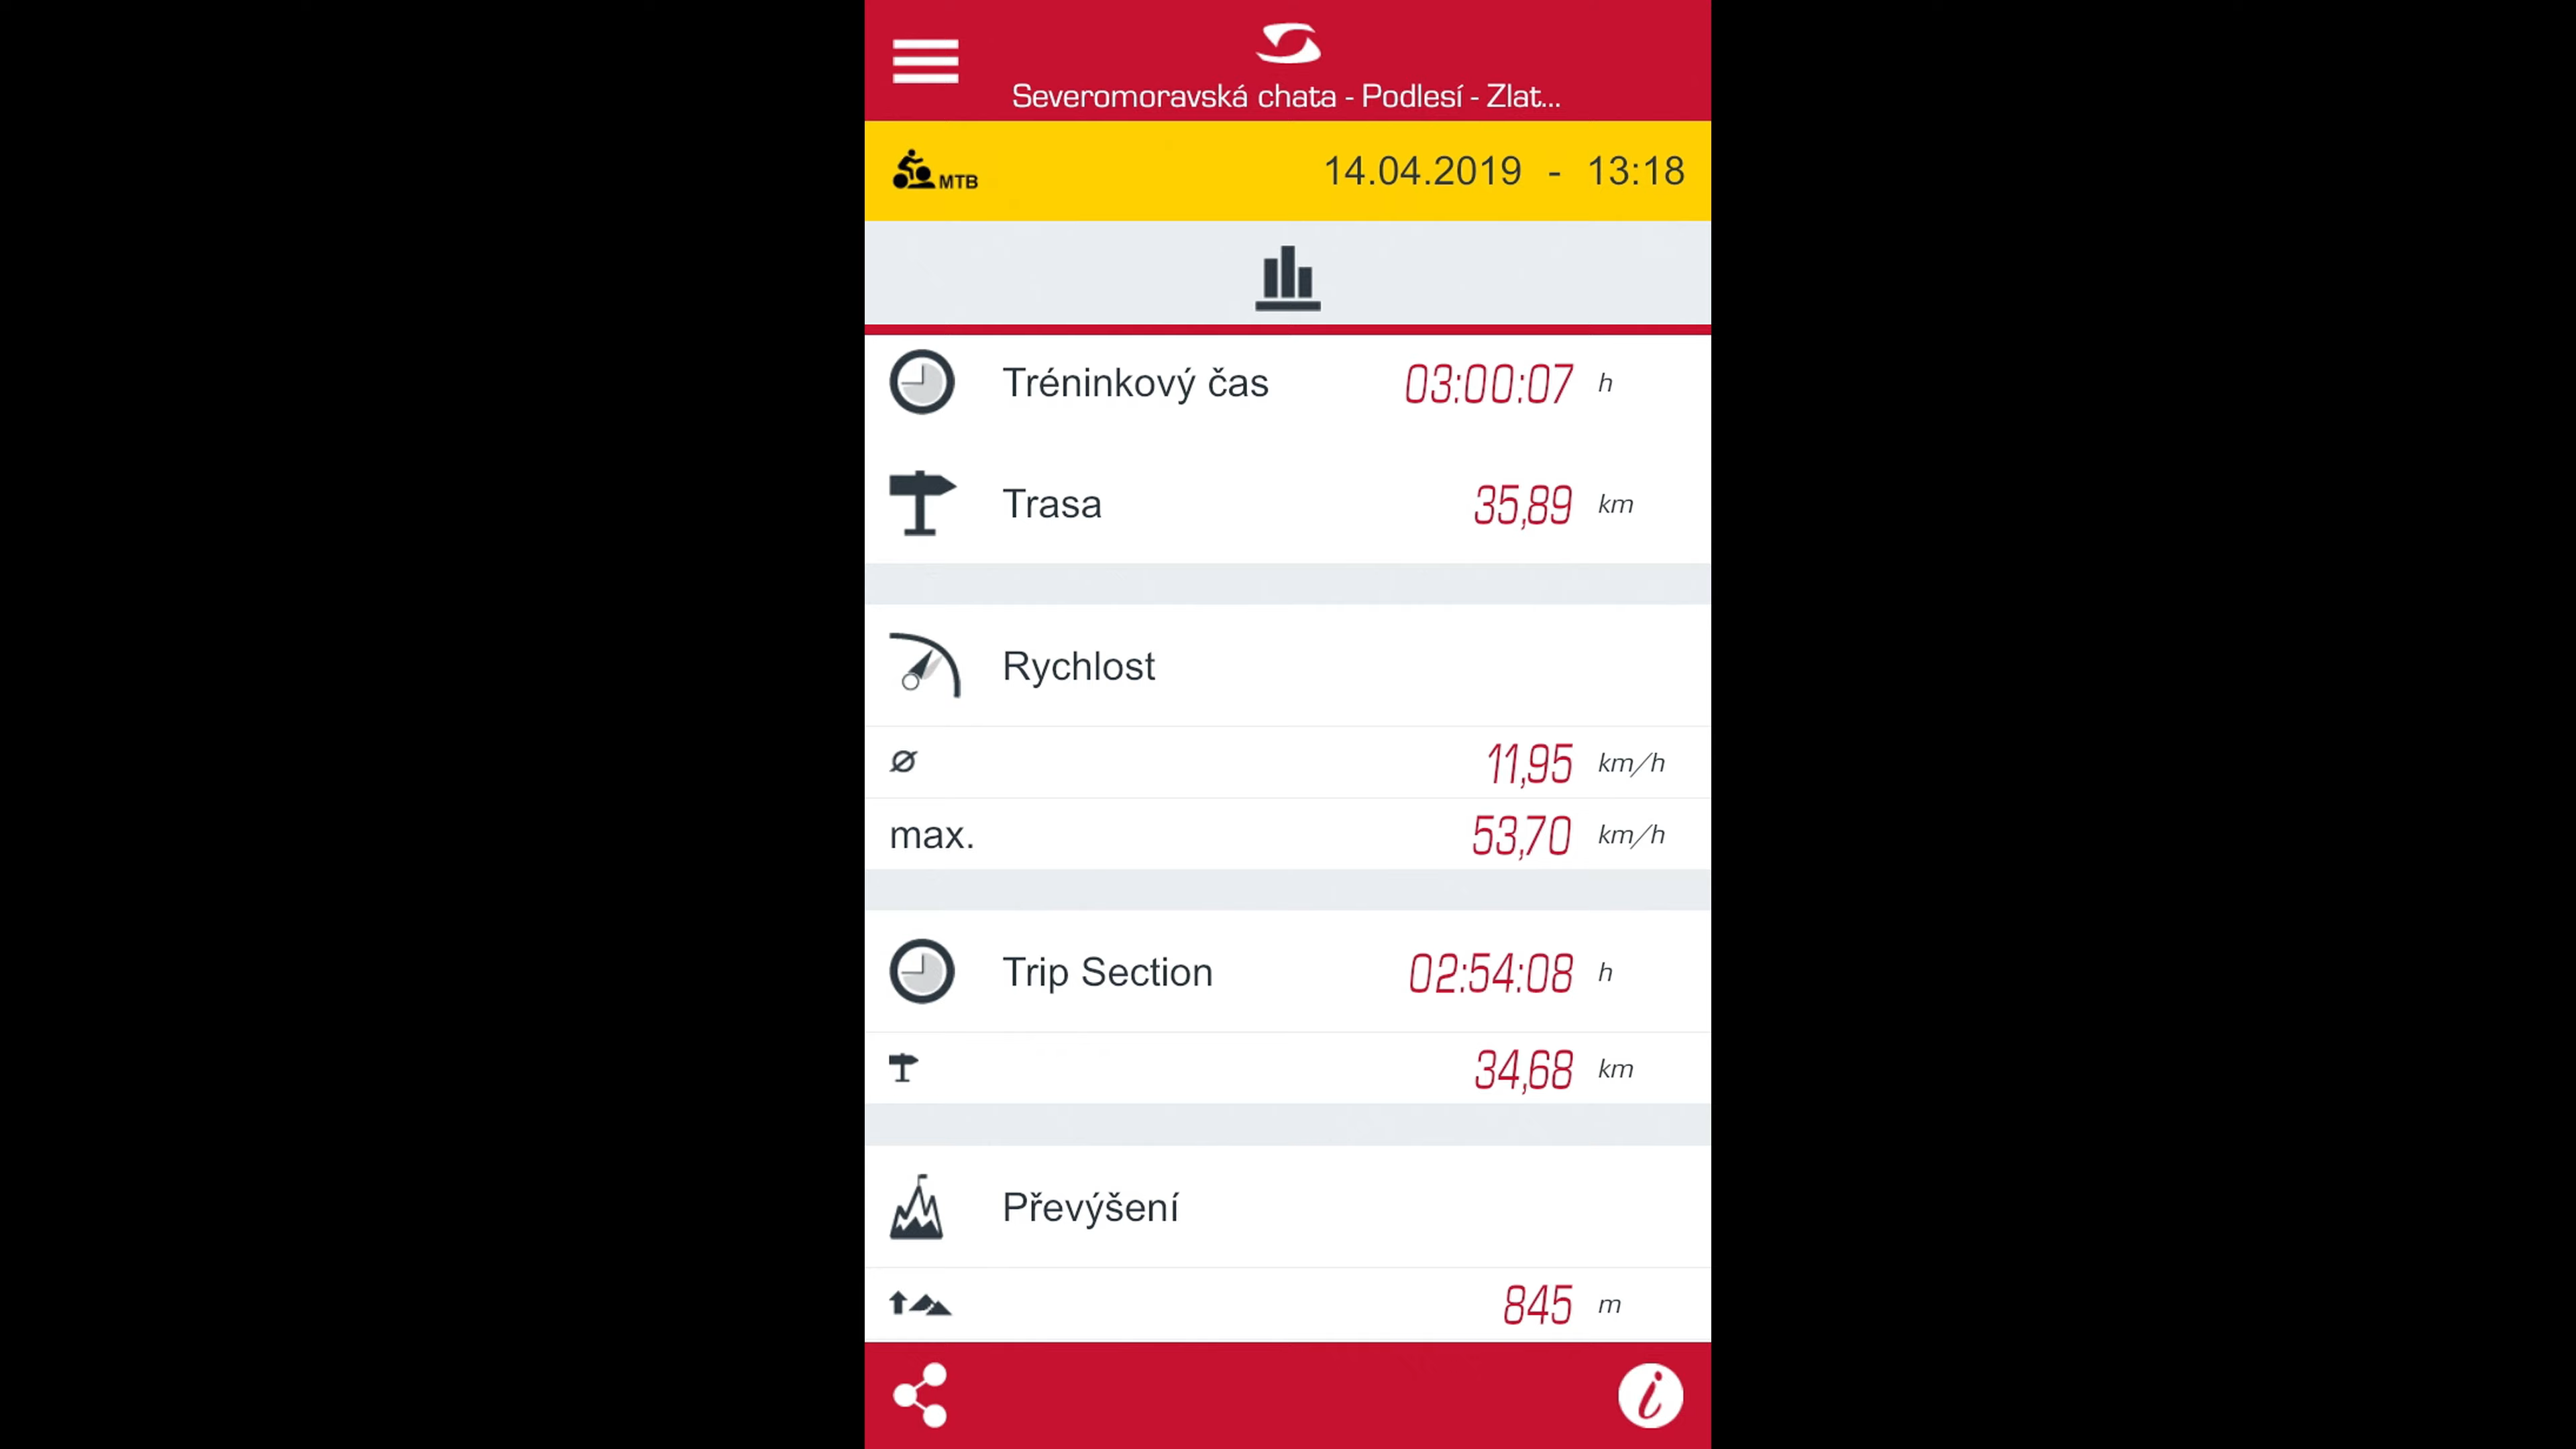 Severomoravská chata - Podlesí - Zlat...
MTB 14.04.2019 - 13:18
Tréninkový čas 03:00:07 h
Trasa 35,89 km
Rychlost
Ø 11,95 km/h
max. 53,70 km/h
Trip Section 02:54:08 h
34,68 km
Převýšení
845 m